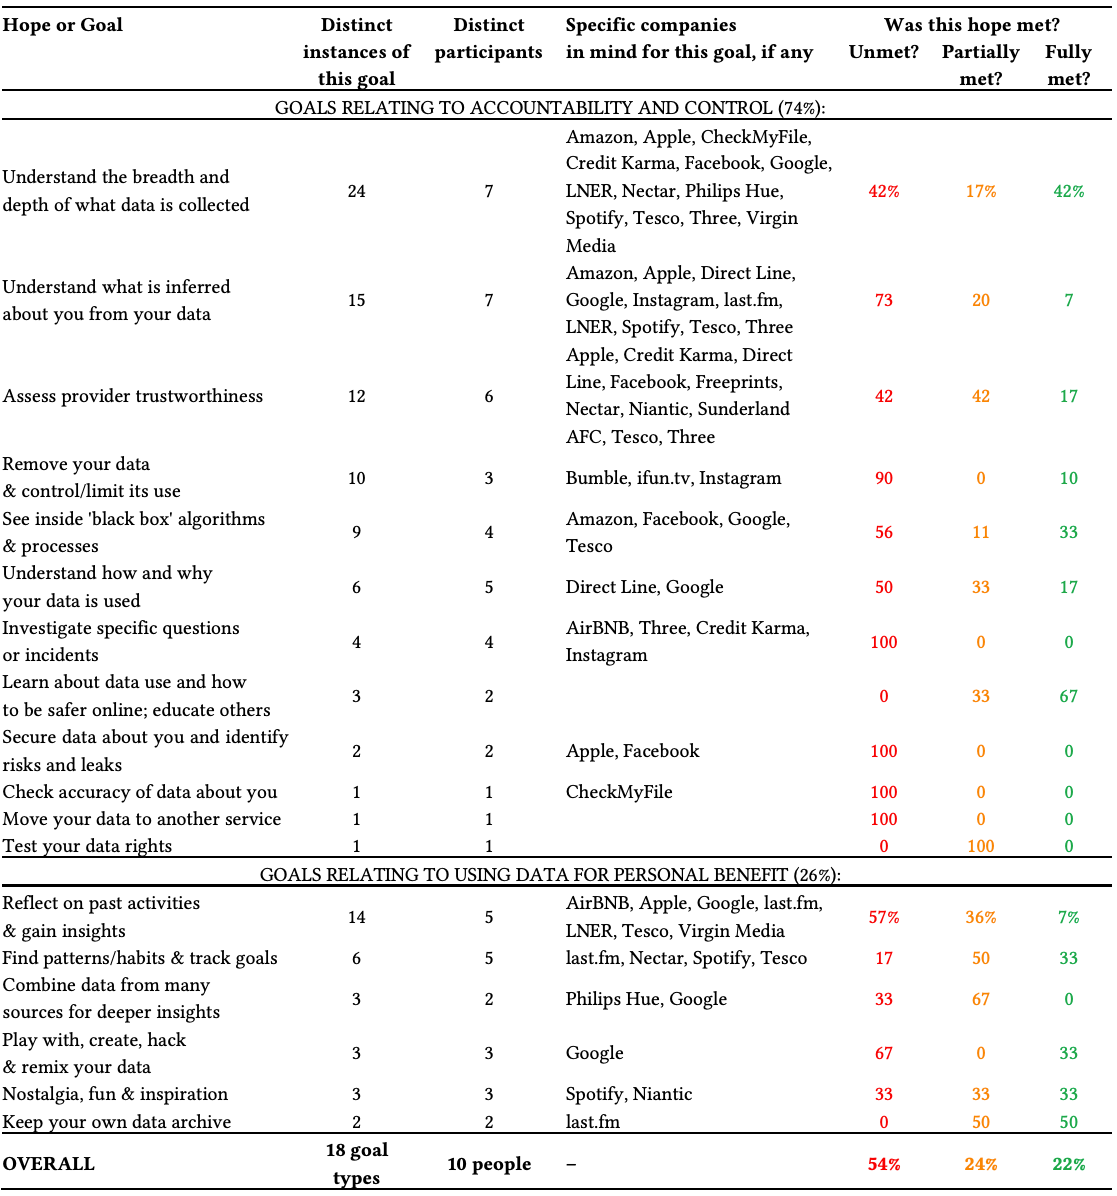 Hope or Goal Distinct Distinct Specific companies Was this hope met?
instances of participants in mind for this goal, if any Unmet? Partially Fully
this goal met? met?
GOALS RELATING TO ACCOUNTABILITY AND CONTROL (74%):
Understand the breadth and
depth of what data is collected 24 7 Amazon, Apple, CheckMyFile,
Credit Karma, Facebook, Google,
LNER, Nectar, Philips Hue, 42% 17% 42%
Spotify, Tesco, Three, Virgin
Media
Understand what is inferred Amazon, Apple, Direct Line,
about you from your data 15 7 Google, Instagram, last.fm, 73 20 7
LNER, Spotify, Tesco, Three
Apple, Credit Karma, Direct
Line, Facebook, Freeprints,
Assess provider trustworthiness 12 6 Nectar, Niantic, Sunderland 42 42 17
AFC, Tesco, Three
Remove your data
& control/limit its use 10 3 Bumble, ifun.tv, Instagram 90 0 10
See inside 'black box' algorithms Amazon, Facebook, Google,
& processes 9 4 Tesco 56 11 33
Understand how and why
your data is used 6 5 Direct Line, Google 50 33 17
Investigate specific questions AirBNB, Three, Credit Karma,
or incidents 4 4 Instagram 100 0 0
Learn about data use and how
to be safer online; educate others 3 2 0 33 67
Secure data about you and identify
risks and leaks 2 2 Apple, Facebook 100 0 0
Check accuracy of data about you 1 1 CheckMyFile 100 0 0
Move your data to another service 1 1 100 0 0
Test your data rights 1 1 0 100 0
GOALS RELATING TO USING DATA FOR PERSONAL BENEFIT (26%):
Reflect on past activities AirBNB, Apple, Google, last.fm,
& gain insights 14 5 LNER, Tesco, Virgin Media 57% 36% 7%
Find patterns/habits & track goals 6 5 last.fm, Nectar, Spotify, Tesco 17 50 33
Combine data from many
sources for deeper insights 3 2 Philips Hue, Google 33 67 0
Play with, create, hack
& remix your data 3 3 Google 67 0 33
Nostalgia, fun & inspiration 3 3 Spotify, Niantic 33 33 33
Keep your own data archive 2 2 last.fm 0 50 50
OVERALL 18 goal types 10 people – 54% 24% 22%